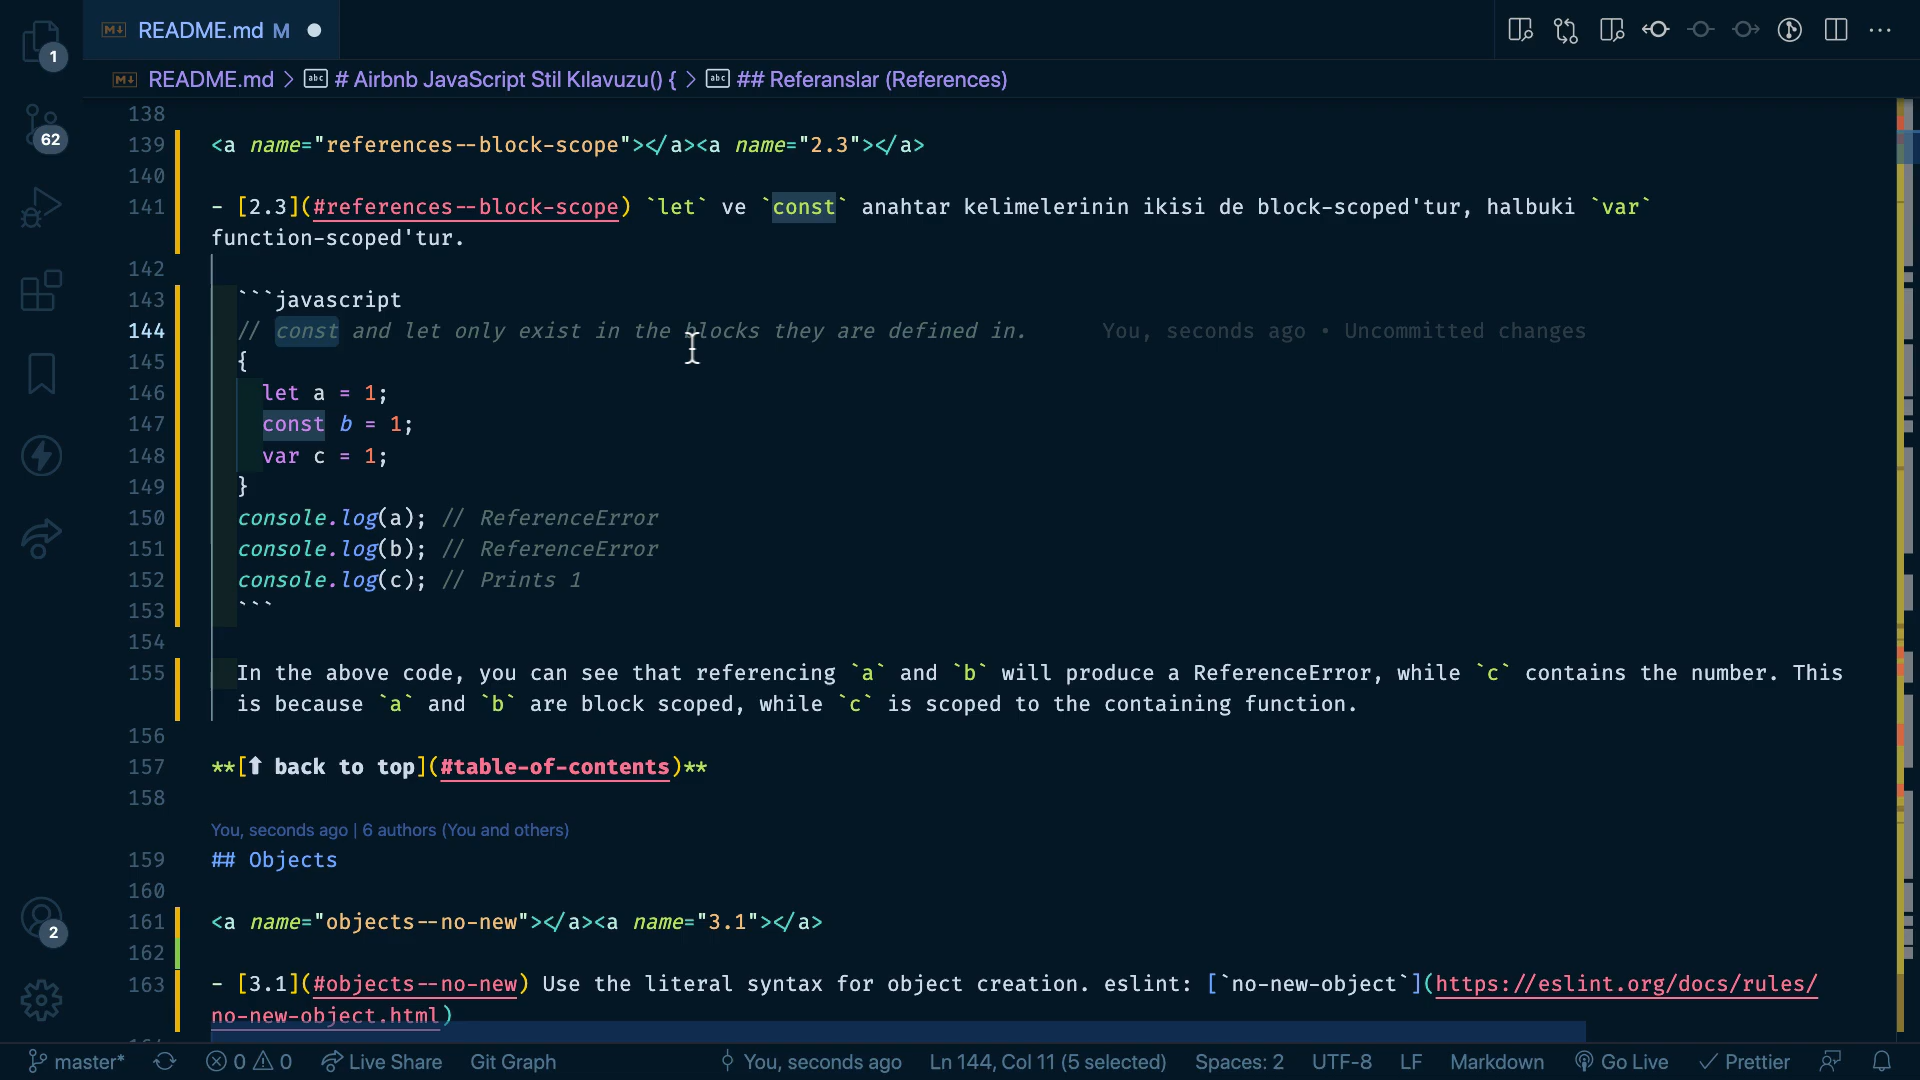 1
README.md M
README.md > # Airbnb JavaScript Stil Kılavuzu() { > ## Referanslar (References)
62
2
138
139 <a name="references--block-scope"></a><a name="2.3"></a>
140
141 - [2.3](#references--block-scope) `let` ve `const` anahtar kelimelerinin ikisi de block-scoped'tur, halbuki `var`
function-scoped'tur.
142
143 ```javascript
144 // const and let only exist in the blocks they are defined in. You, seconds ago • Uncommitted changes
145 {
146 let a = 1;
147 const b = 1;
148 var c = 1;
149 }
150 console.log(a); // ReferenceError
151 console.log(b); // ReferenceError
152 console.log(c); // Prints 1
153 ```
154
155 In the above code, you can see that referencing `a` and `b` will produce a ReferenceError, while `c` contains the number. This
is because `a` and `b` are block scoped, while `c` is scoped to the containing function.
156
157 **[⬆ back to top](#table-of-contents)**
158
You, seconds ago | 6 authors (You and others)
159 ## Objects
160
161 <a name="objects--no-new"></a><a name="3.1"></a>
162
163 - [3.1](#objects--no-new) Use the literal syntax for object creation. eslint: [`no-new-object`](https://eslint.org/docs/rules/
no-new-object.html)
master* 0 0 Live Share Git Graph You, seconds ago Ln 144, Col 11 (5 selected) Spaces: 2 UTF-8 LF Markdown Go Live Prettier